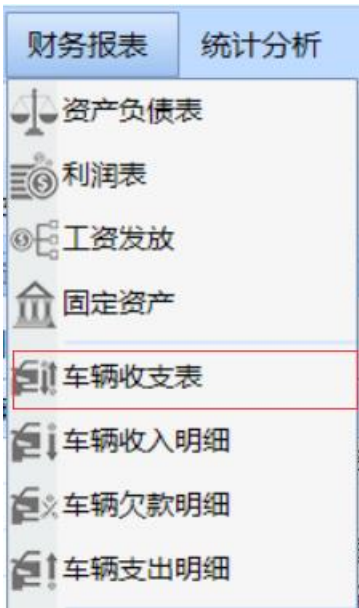 财务报表 统计分析
资产负债表
利润表
工资发放
固定资产
车辆收支表
车辆收入明细
车辆欠款明细
车辆支出明细